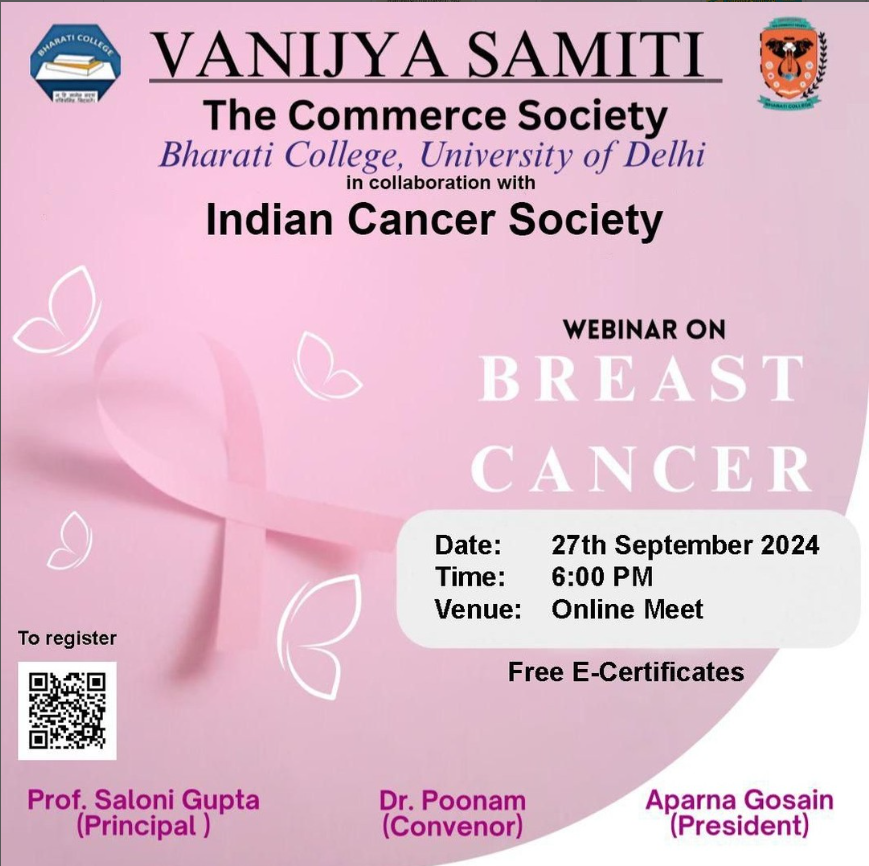 BHARATI COLLEGE
VANIJYA SAMITI
The Commerce Society
Bharati College, University of Delhi
in collaboration with
Indian Cancer Society
WEBINAR ON
BREAST
CANCER
Date: 27th September 2024
Time: 6:00 PM
Venue: Online Meet
Free E-Certificates
To register
Prof. Saloni Gupta
(Principal )
Dr. Poonam
(Convenor)
Aparna Gosain
(President)